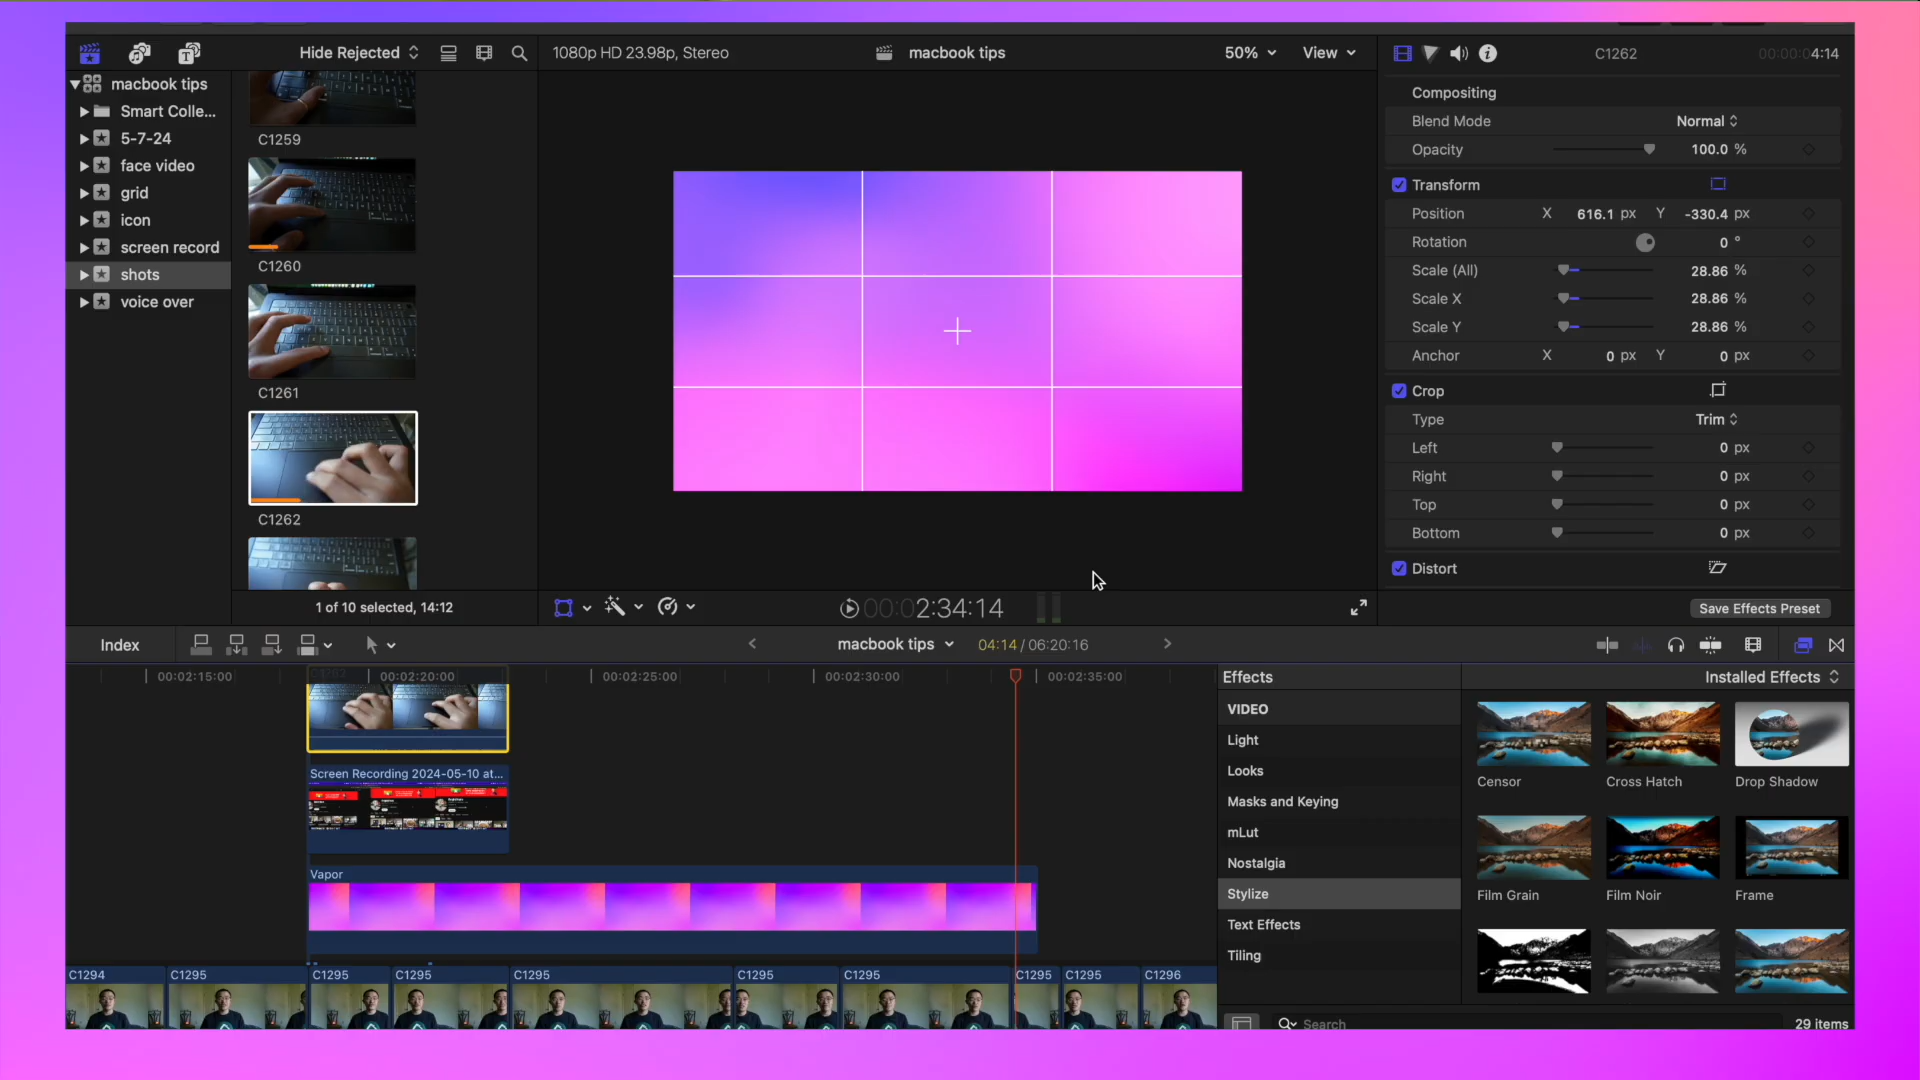 Hide Rejected
1080p HD 23.98p, Stereo
macbook tips
50%
View
C1262
00:00:04:14
macbook tips
Smart Colle...
5-7-24
face video
grid
icon
screen record
shots
voice over
C1259
C1260
C1261
C1262
1 of 10 selected, 14:12
00:02:34:14
Compositing
Blend Mode
Normal
Opacity
100.0 %
Transform
Position
X 616.1 px Y -330.4 px
Rotation
0 °
Scale (All)
28.86 %
Scale X
28.86 %
Scale Y
28.86 %
Anchor
X 0 px Y 0 px
Crop
Type
Trim
Left
0 px
Right
0 px
Top
0 px
Bottom
0 px
Distort
Save Effects Preset
Index
macbook tips
04:14 / 06:20:16
00:02:15:00
00:02:20:00
00:02:25:00
00:02:30:00
00:02:35:00
C1262
Screen Recording 2024-05-10 at...
Vapor
C1294
C1295
C1295
C1295
C1295
C1295
C1295
C1295
C1295
C1296
Effects
Installed Effects
VIDEO
Light
Looks
Masks and Keying
mLut
Nostalgia
Stylize
Text Effects
Tiling
Censor
Cross Hatch
Drop Shadow
Film Grain
Film Noir
Frame
Search
29 items